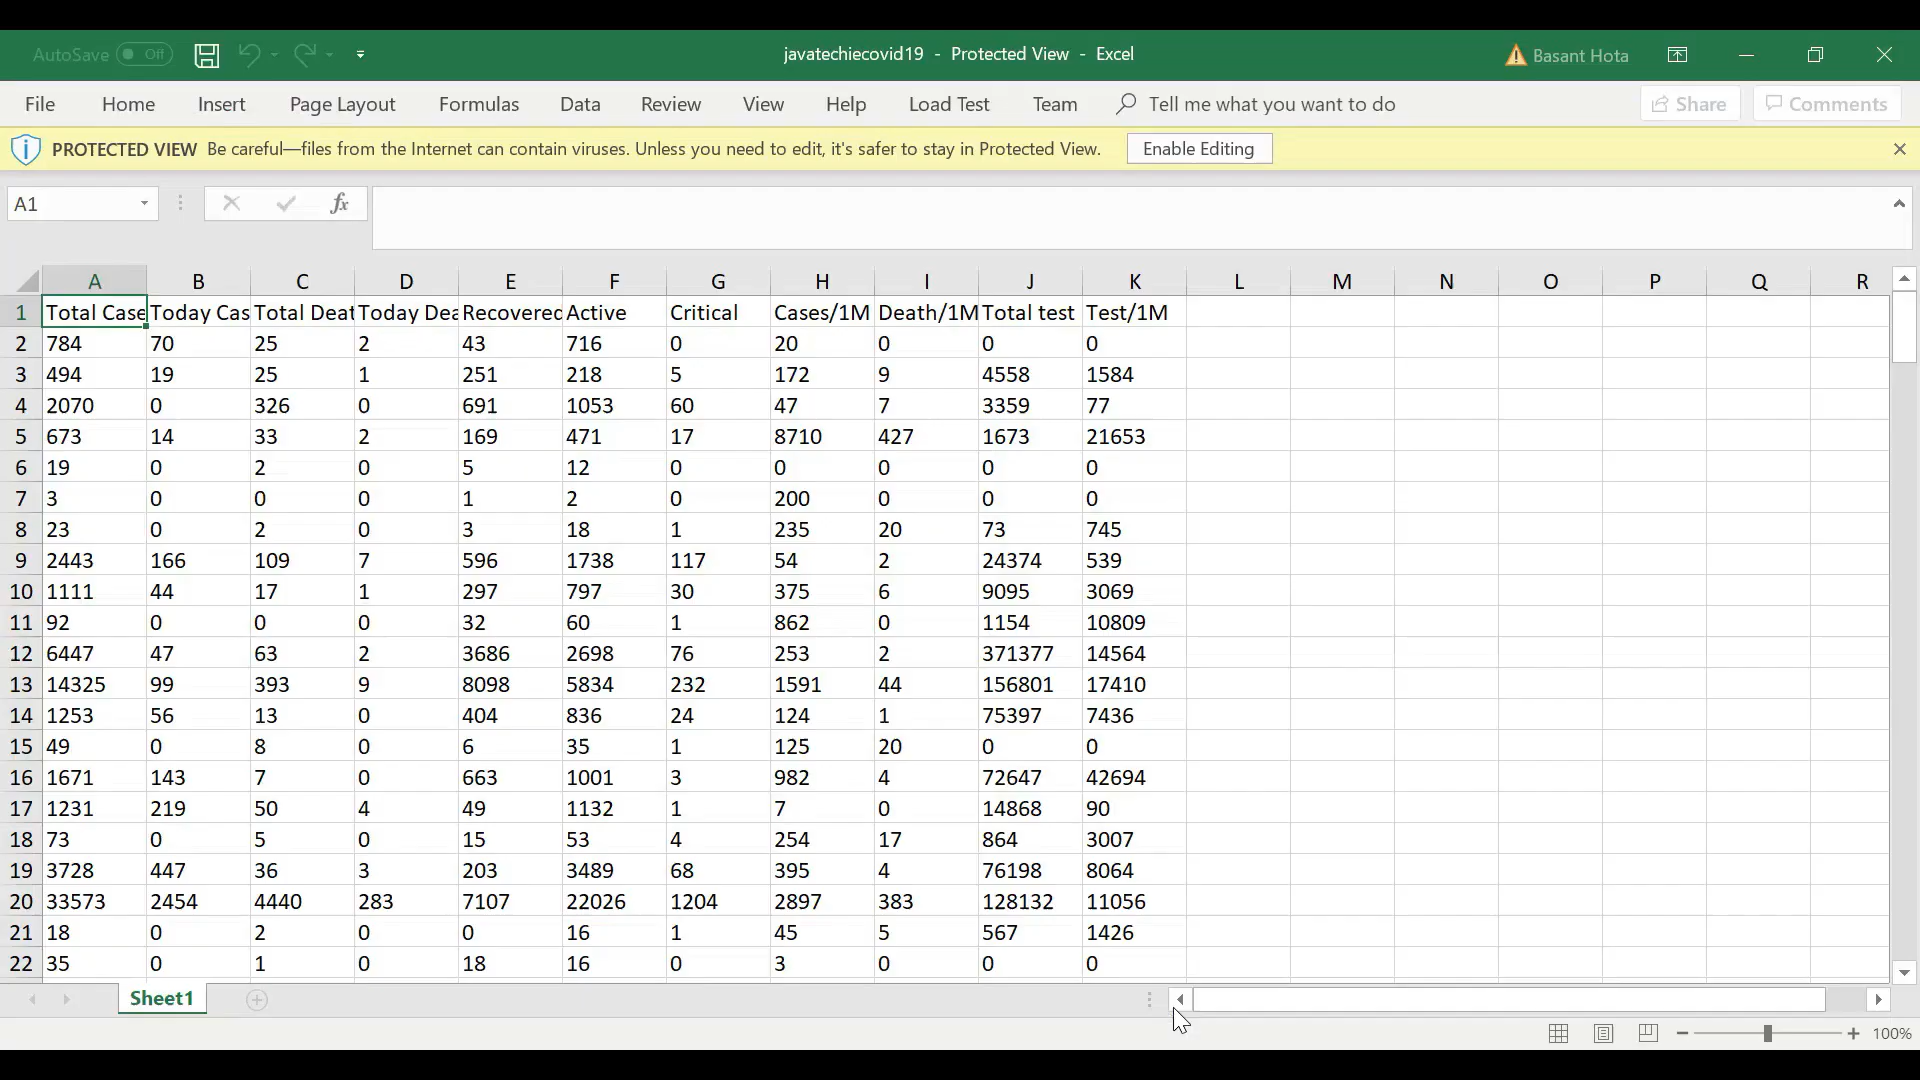 AutoSave Off javatechiecovid19 - Protected View - Excel Basant Hota
File Home Insert Page Layout Formulas Data Review View Help Load Test Team Tell me what you want to do Share Comments
PROTECTED VIEW Be careful—files from the Internet can contain viruses. Unless you need to edit, it's safer to stay in Protected View. Enable Editing
A1 fx
A B C D E F G H I J K L M N O P Q R
1 Total Case Today Cas Total Deat Today Dea Recovered Active Critical Cases/1M Death/1M Total test Test/1M
2 784 70 25 2 43 716 0 20 0 0 0
3 494 19 25 1 251 218 5 172 9 4558 1584
4 2070 0 326 0 691 1053 60 47 7 3359 77
5 673 14 33 2 169 471 17 8710 427 1673 21653
6 19 0 2 0 5 12 0 0 0 0 0
7 3 0 0 0 1 2 0 200 0 0 0
8 23 0 2 0 3 18 1 235 20 73 745
9 2443 166 109 7 596 1738 117 54 2 24374 539
10 1111 44 17 1 297 797 30 375 6 9095 3069
11 92 0 0 0 32 60 1 862 0 1154 10809
12 6447 47 63 2 3686 2698 76 253 2 371377 14564
13 14325 99 393 9 8098 5834 232 1591 44 156801 17410
14 1253 56 13 0 404 836 24 124 1 75397 7436
15 49 0 8 0 6 35 1 125 20 0 0
16 1671 143 7 0 663 1001 3 982 4 72647 42694
17 1231 219 50 4 49 1132 1 7 0 14868 90
18 73 0 5 0 15 53 4 254 17 864 3007
19 3728 447 36 3 203 3489 68 395 4 76198 8064
20 33573 2454 4440 283 7107 22026 1204 2897 383 128132 11056
21 18 0 2 0 0 16 1 45 5 567 1426
22 35 0 1 0 18 16 0 3 0 0 0
Sheet1
100%